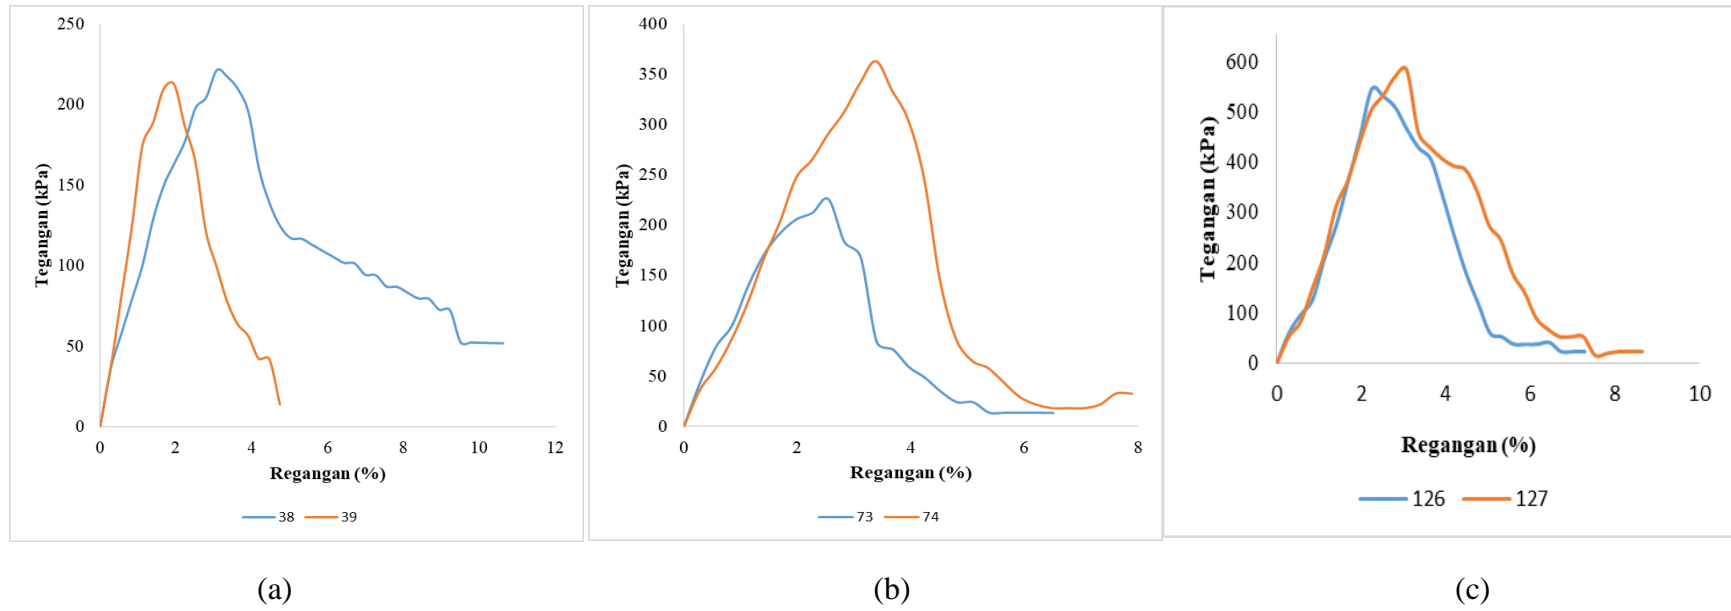 250
200
150
100
50
0
Tegangan (kPa)
0 2 4 6 8 10 12
Regangan (%)
38 39
(a)
400
350
300
250
200
150
100
50
0
Tegangan (kPa)
0 2 4 6 8
Regangan (%)
73 74
(b)
600
500
400
300
200
100
0
Tegangan (kPa)
0 2 4 6 8 10
Regangan (%)
126 127
(c)